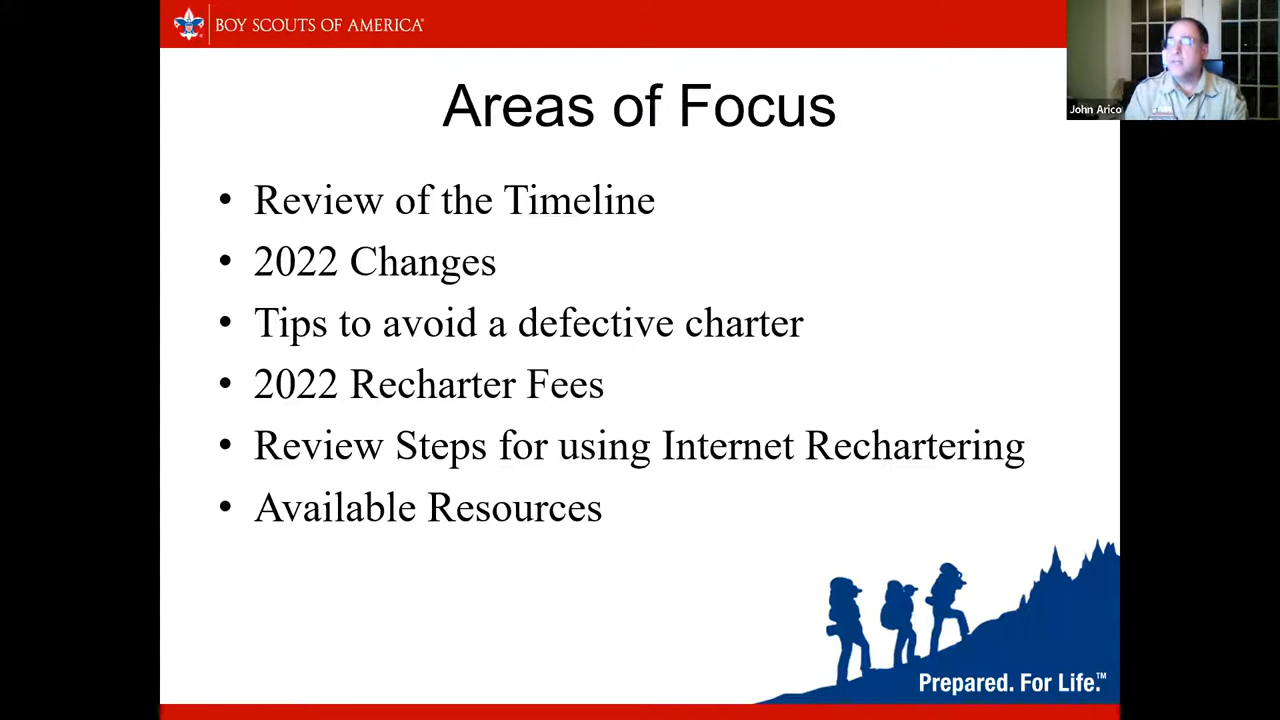 BOY SCOUTS OF AMERICA®
John Arico
Areas of Focus
• Review of the Timeline
• 2022 Changes
• Tips to avoid a defective charter
• 2022 Recharter Fees
• Review Steps for using Internet Rechartering
• Available Resources
Prepared. For Life.™